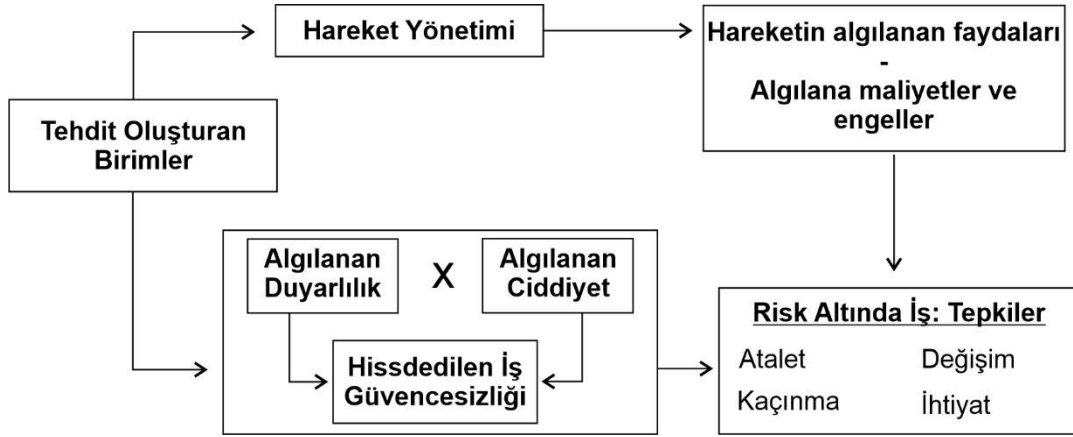 Hareket Yönetimi
Hareketin algılanan faydaları
-
Algılana maliyetler ve
engeller
Tehdit Oluşturan
Birimler
Algılanan
Duyarlılık
X
Algılanan
Ciddiyet
Hissdedilen İş
Güvencesizliği
Risk Altında İş: Tepkiler
Atalet Değişim
Kaçınma İhtiyat